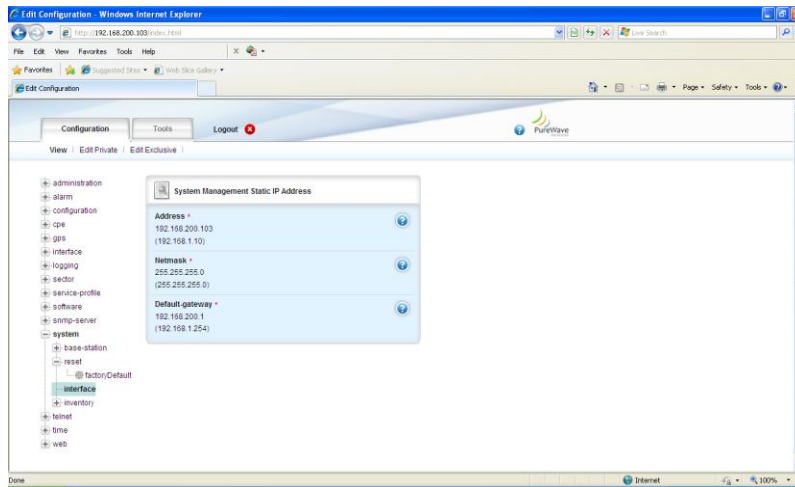 Edit Configuration - Windows Internet Explorer
http://192.168.200.103/index.html
Live Search
File Edit View Favorites Tools Help
Favorites Suggested Sites Web Slice Gallery
Edit Configuration
Page Safety Tools
Configuration Tools Logout
PureWave
View Edit Private Edit Exclusive
administration
alarm
configuration
cpe
gps
interface
logging
sector
service-profile
software
snmp-server
system
base-station
reset
factoryDefault
interface
inventory
telnet
time
web
System Management Static IP Address
Address *
192.168.200.103
(192.168.1.10)
Netmask *
255.255.255.0
(255.255.255.0)
Default-gateway *
192.168.200.1
(192.168.1.254)
Done
Internet
100%